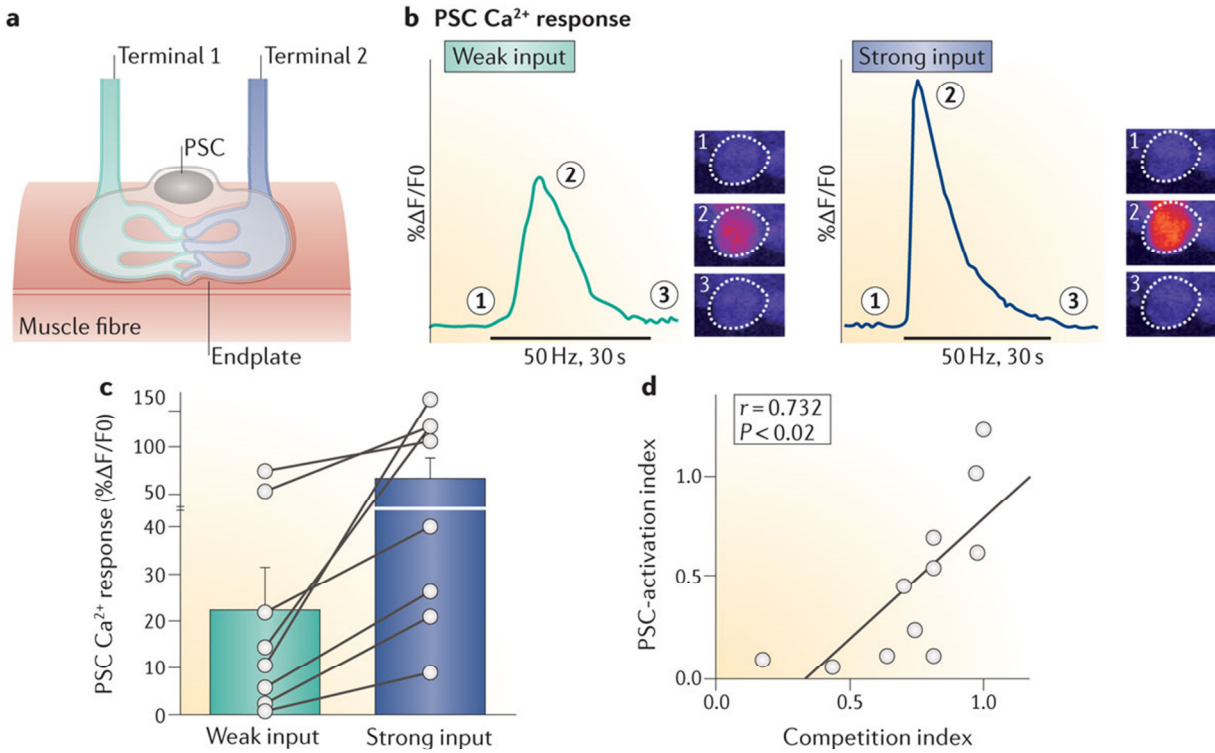 a
Terminal 1
Terminal 2
PSC
Muscle fibre
Endplate
b PSC Ca²⁺ response
Weak input
%ΔF/F0
1
2
3
50 Hz, 30 s
1
2
3
Strong input
%ΔF/F0
1
2
3
50 Hz, 30 s
1
2
3
c
PSC Ca²⁺ response (%ΔF/F0)
150
100
50
40
30
20
10
0
Weak input
Strong input
d
r = 0.732
P < 0.02
PSC-activation index
1.0
0.5
0.0
0.0
0.5
1.0
Competition index